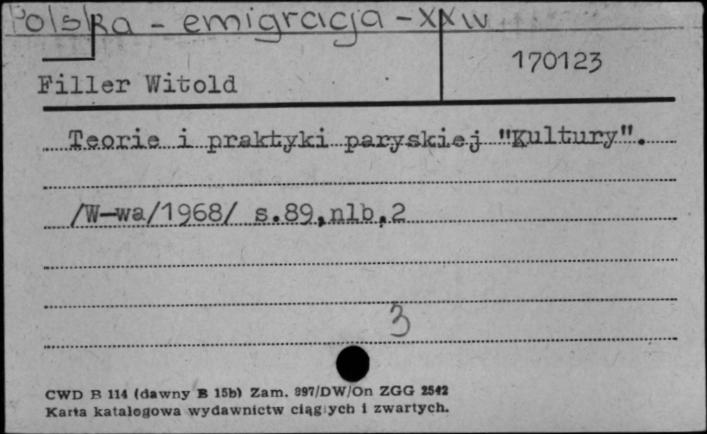 Polska - emigracja - XX w
170123
Filler Witold
Teorie i praktyki paryskiej "Kultury".
/W-wa/1968/ s.89,nlb,2
3
CWD B 114 (dawny B 15b) Zam. 997/DW/On ZGG 2542
Karta katalogowa wydawnictw ciągłych i zwartych.